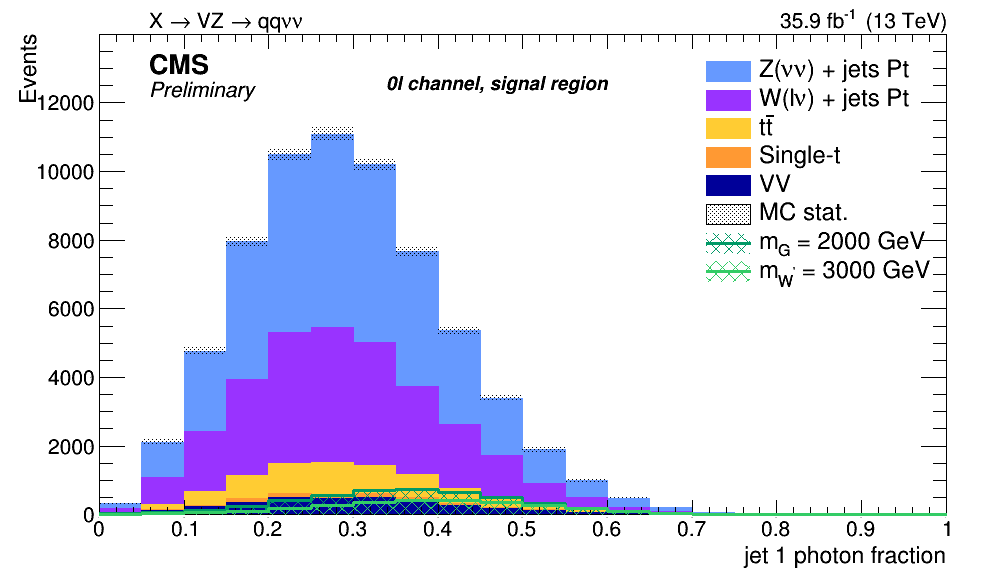 X → VZ → qqνν
35.9 fb⁻¹ (13 TeV)
Events
CMS
Preliminary
0l channel, signal region
Z(νν) + jets Pt
W(lν) + jets Pt
tt̄
Single-t
VV
MC stat.
m_G = 2000 GeV
m_W' = 3000 GeV
12000
10000
8000
6000
4000
2000
0
0 0.1 0.2 0.3 0.4 0.5 0.6 0.7 0.8 0.9 1
jet 1 photon fraction